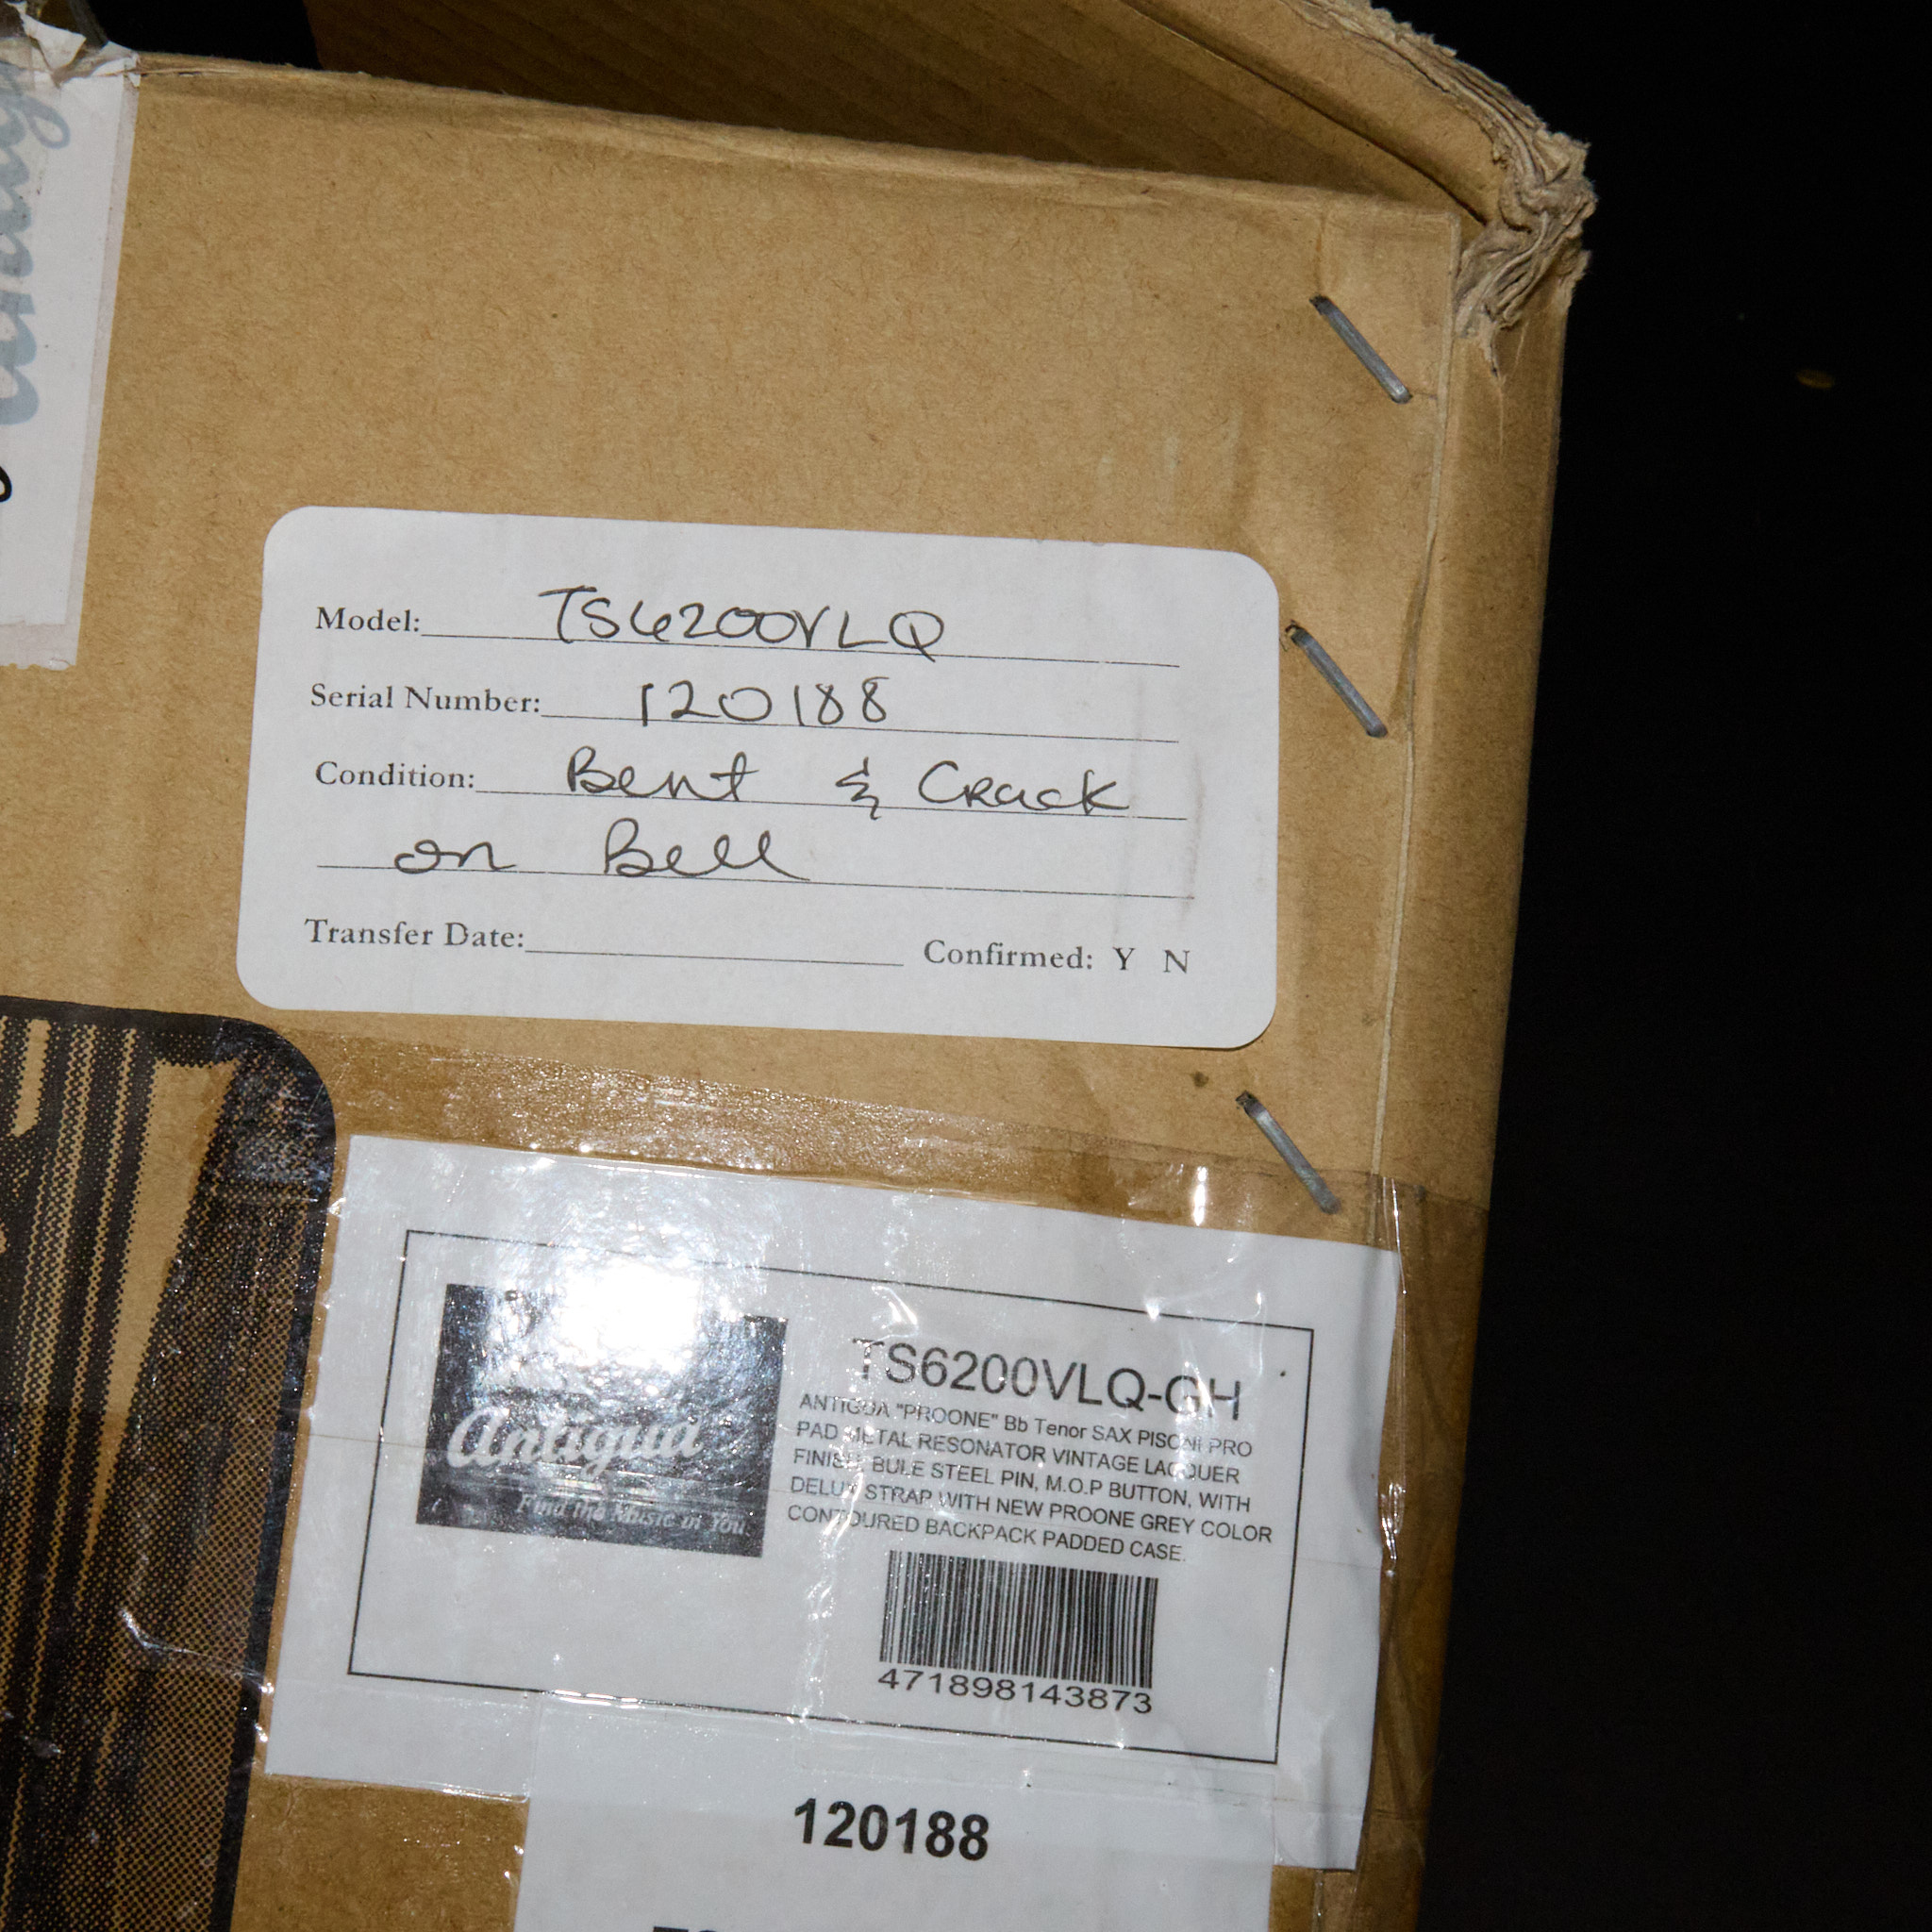 Model: TS6200VLQ
Serial Number: 120188
Condition: Bent & Crack
on Bell
Transfer Date: Confirmed: Y N
Antigua
Find the Music in You
TS6200VLQ-GH
ANTIGUA "PROONE" Bb Tenor SAX PISONI PRO
PAD METAL RESONATOR VINTAGE LACQUER
FINISH, BULE STEEL PIN, M.O.P BUTTON, WITH
DELUX STRAP WITH NEW PROONE GREY COLOR
CONTOURED BACKPACK PADDED CASE.
471898143873
120188